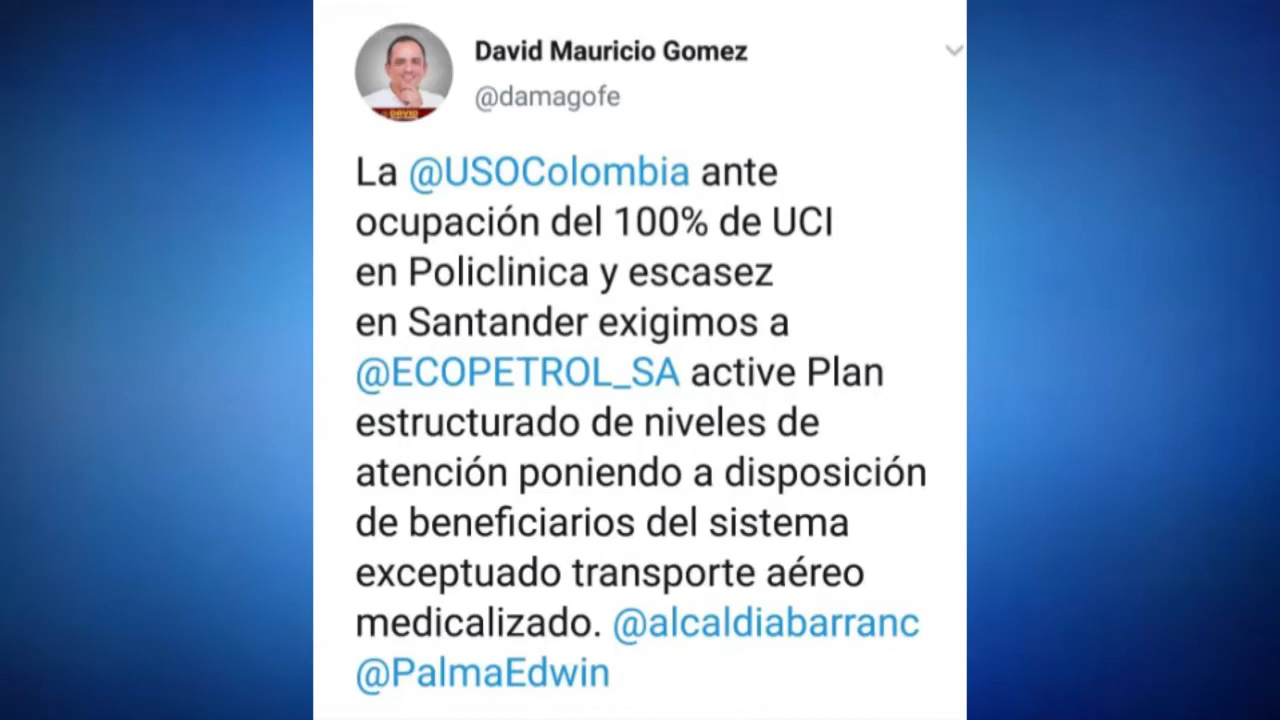 David Mauricio Gomez
@damagofe
DAVID
La @USOColombia ante
ocupación del 100% de UCI
en Policlinica y escasez
en Santander exigimos a
@ECOPETROL_SA active Plan
estructurado de niveles de
atención poniendo a disposición
de beneficiarios del sistema
exceptuado transporte aéreo
medicalizado. @alcaldiabarranc
@PalmaEdwin